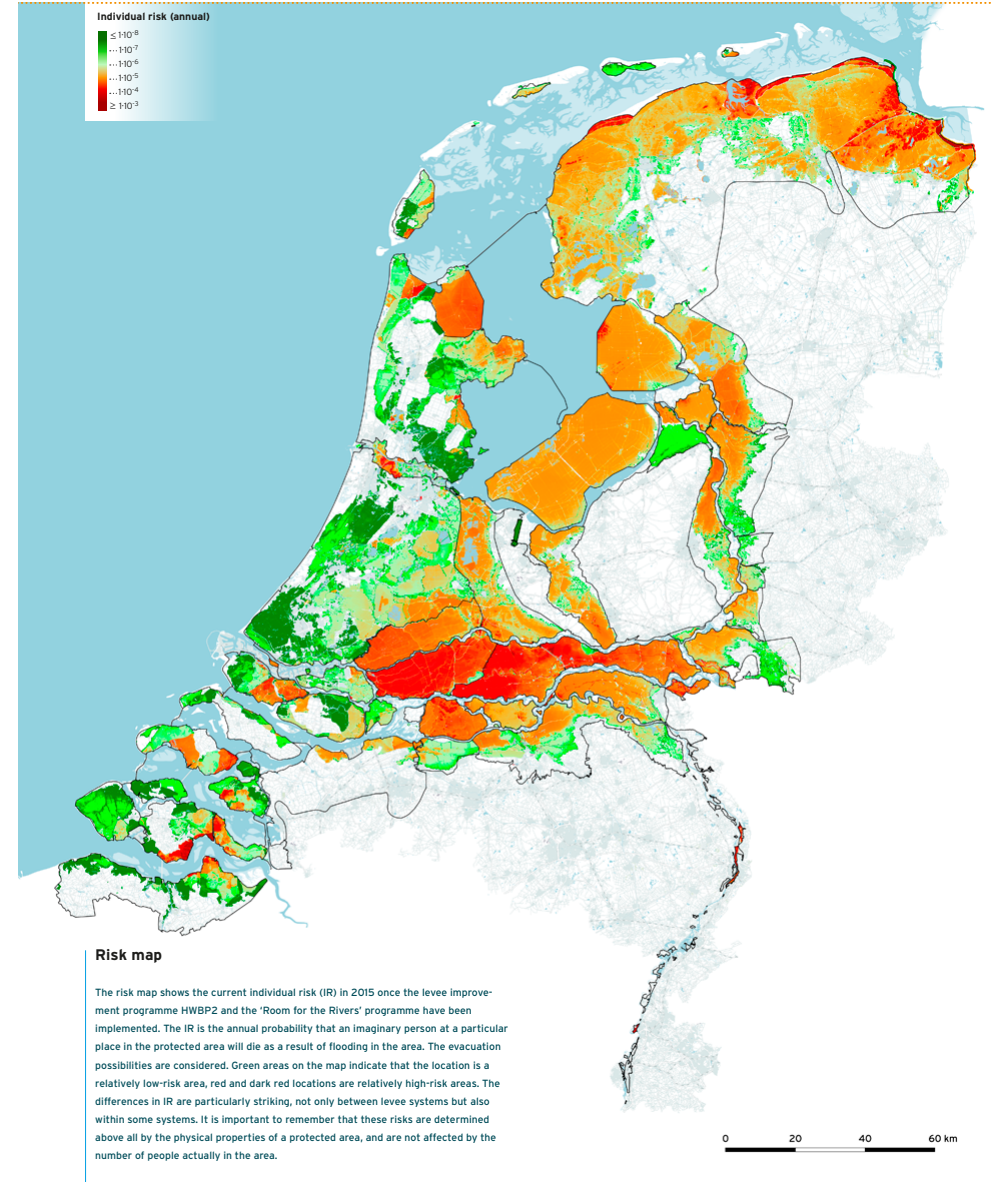 Individual risk (annual)
≤ 1·10⁻⁸
...1·10⁻⁷
...1·10⁻⁶
...1·10⁻⁵
...1·10⁻⁴
≥ 1·10⁻³
Risk map
The risk map shows the current individual risk (IR) in 2015 once the levee improve-
ment programme HWBP2 and the ‘Room for the Rivers’ programme have been
implemented. The IR is the annual probability that an imaginary person at a particular
place in the protected area will die as a result of flooding in the area. The evacuation
possibilities are considered. Green areas on the map indicate that the location is a
relatively low-risk area, red and dark red locations are relatively high-risk areas. The
differences in IR are particularly striking, not only between levee systems but also
within some systems. It is important to remember that these risks are determined
above all by the physical properties of a protected area, and are not affected by the
number of people actually in the area.
0 20 40 60 km